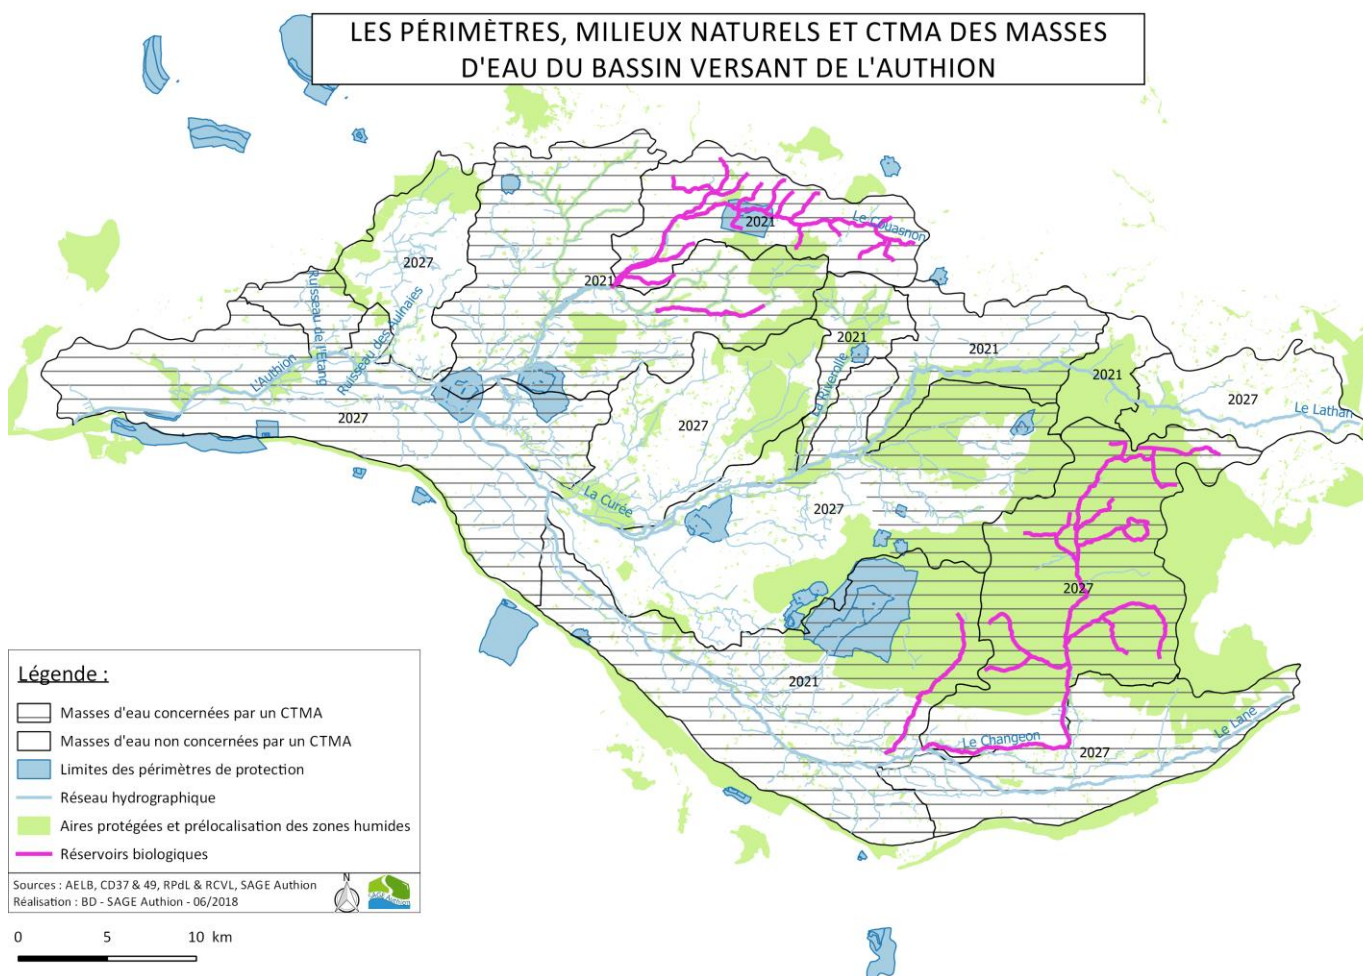 LES PÉRIMÈTRES, MILIEUX NATURELS ET CTMA DES MASSES
D'EAU DU BASSIN VERSANT DE L'AUTHION
Le Couasnon
2021
2027
2021
Ruisseau de l'Etang
Ruisseau des Aulnaies
L'Authion
2021
2021
2021
La Riverolle
2027
Le Lathan
2027
2027
La Curée
2027
2027
2021
Le Changeon
2027
Le Lane
Légende :
Masses d'eau concernées par un CTMA
Masses d'eau non concernées par un CTMA
Limites des périmètres de protection
Réseau hydrographique
Aires protégées et prélocalisation des zones humides
Réservoirs biologiques
Sources : AELB, CD37 & 49, RPdL & RCVL, SAGE Authion
Réalisation : BD - SAGE Authion - 06/2018
N
SAGE Authion
0 5 10 km